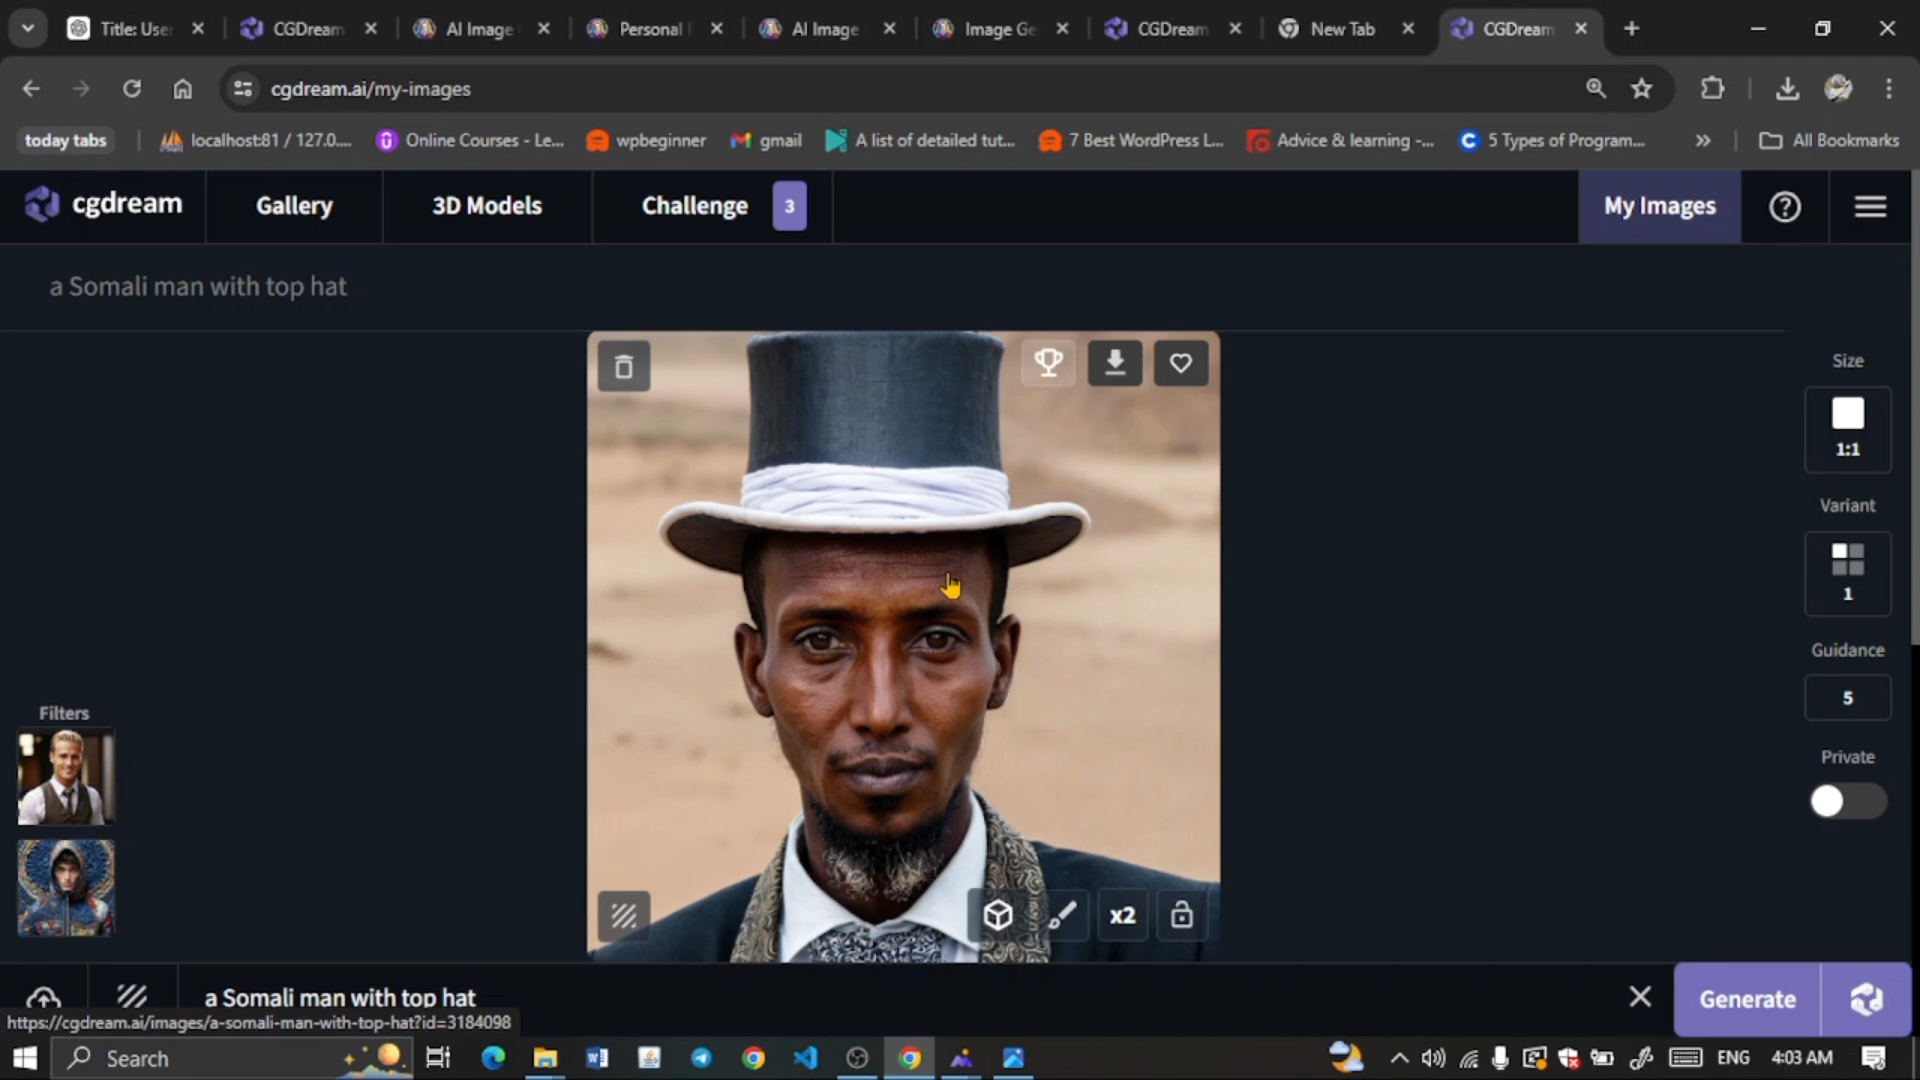 Title: User
CGDream
AI Image
Personal
AI Image
Image Ge
CGDream
New Tab
CGDream
cgdream.ai/my-images
today tabs
localhost:81 / 127.0....
Online Courses - Le...
wpbeginner
gmail
A list of detailed tut...
7 Best WordPress L...
Advice & learning -...
5 Types of Program...
All Bookmarks
cgdream
Gallery
3D Models
Challenge
3
My Images
a Somali man with top hat
Size
1:1
Variant
1
Guidance
5
Private
Filters
x2
a Somali man with top hat
Generate
https://cgdream.ai/images/a-somali-man-with-top-hat?id=3184098
Search
ENG
4:03 AM